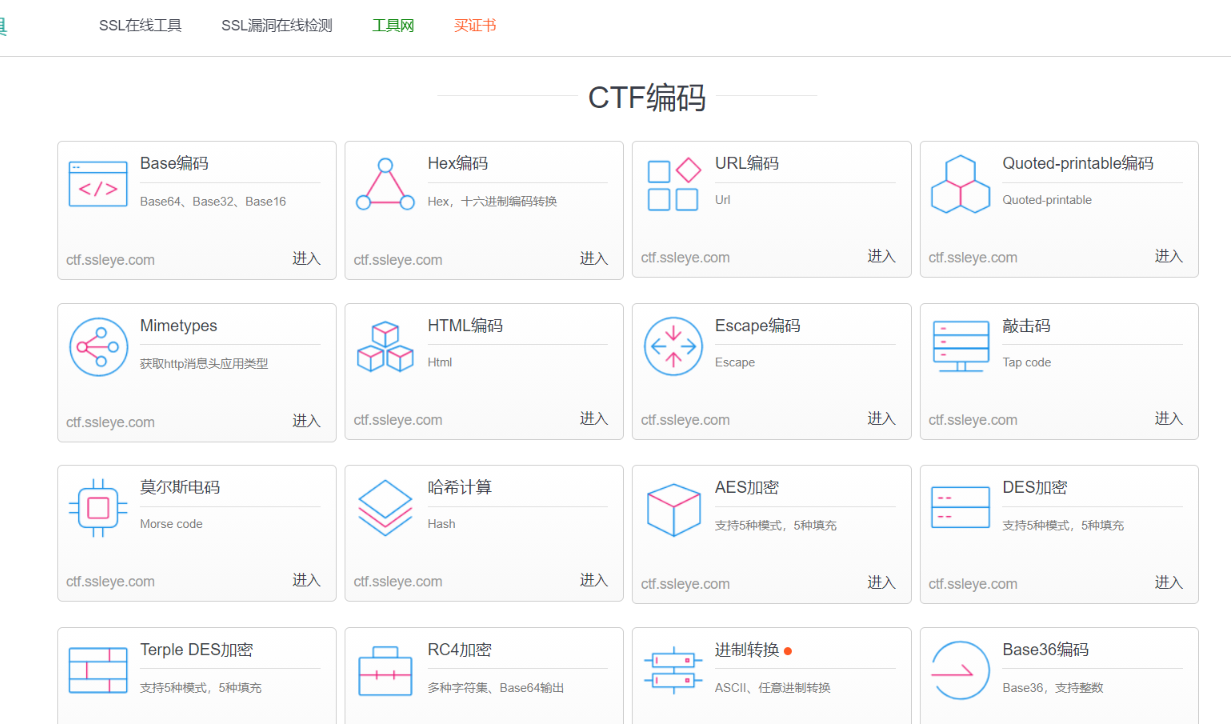 具 SSL在线工具 SSL漏洞在线检测 工具网 买证书
CTF编码
Base编码 Hex编码 URL编码 Quoted-printable编码
Base64、Base32、Base16 Hex，十六进制编码转换 Url Quoted-printable
ctf.ssleye.com 进入 ctf.ssleye.com 进入 ctf.ssleye.com 进入 ctf.ssleye.com 进入
Mimetypes HTML编码 Escape编码 敲击码
获取http消息头应用类型 Html Escape Tap code
ctf.ssleye.com 进入 ctf.ssleye.com 进入 ctf.ssleye.com 进入 ctf.ssleye.com 进入
莫尔斯电码 哈希计算 AES加密 DES加密
Morse code Hash 支持5种模式，5种填充 支持5种模式，5种填充
ctf.ssleye.com 进入 ctf.ssleye.com 进入 ctf.ssleye.com 进入 ctf.ssleye.com 进入
Terple DES加密 RC4加密 进制转换 Base36编码
支持5种模式，5种填充 多种字符集、Base64输出 ASCII、任意进制转换 Base36，支持整数